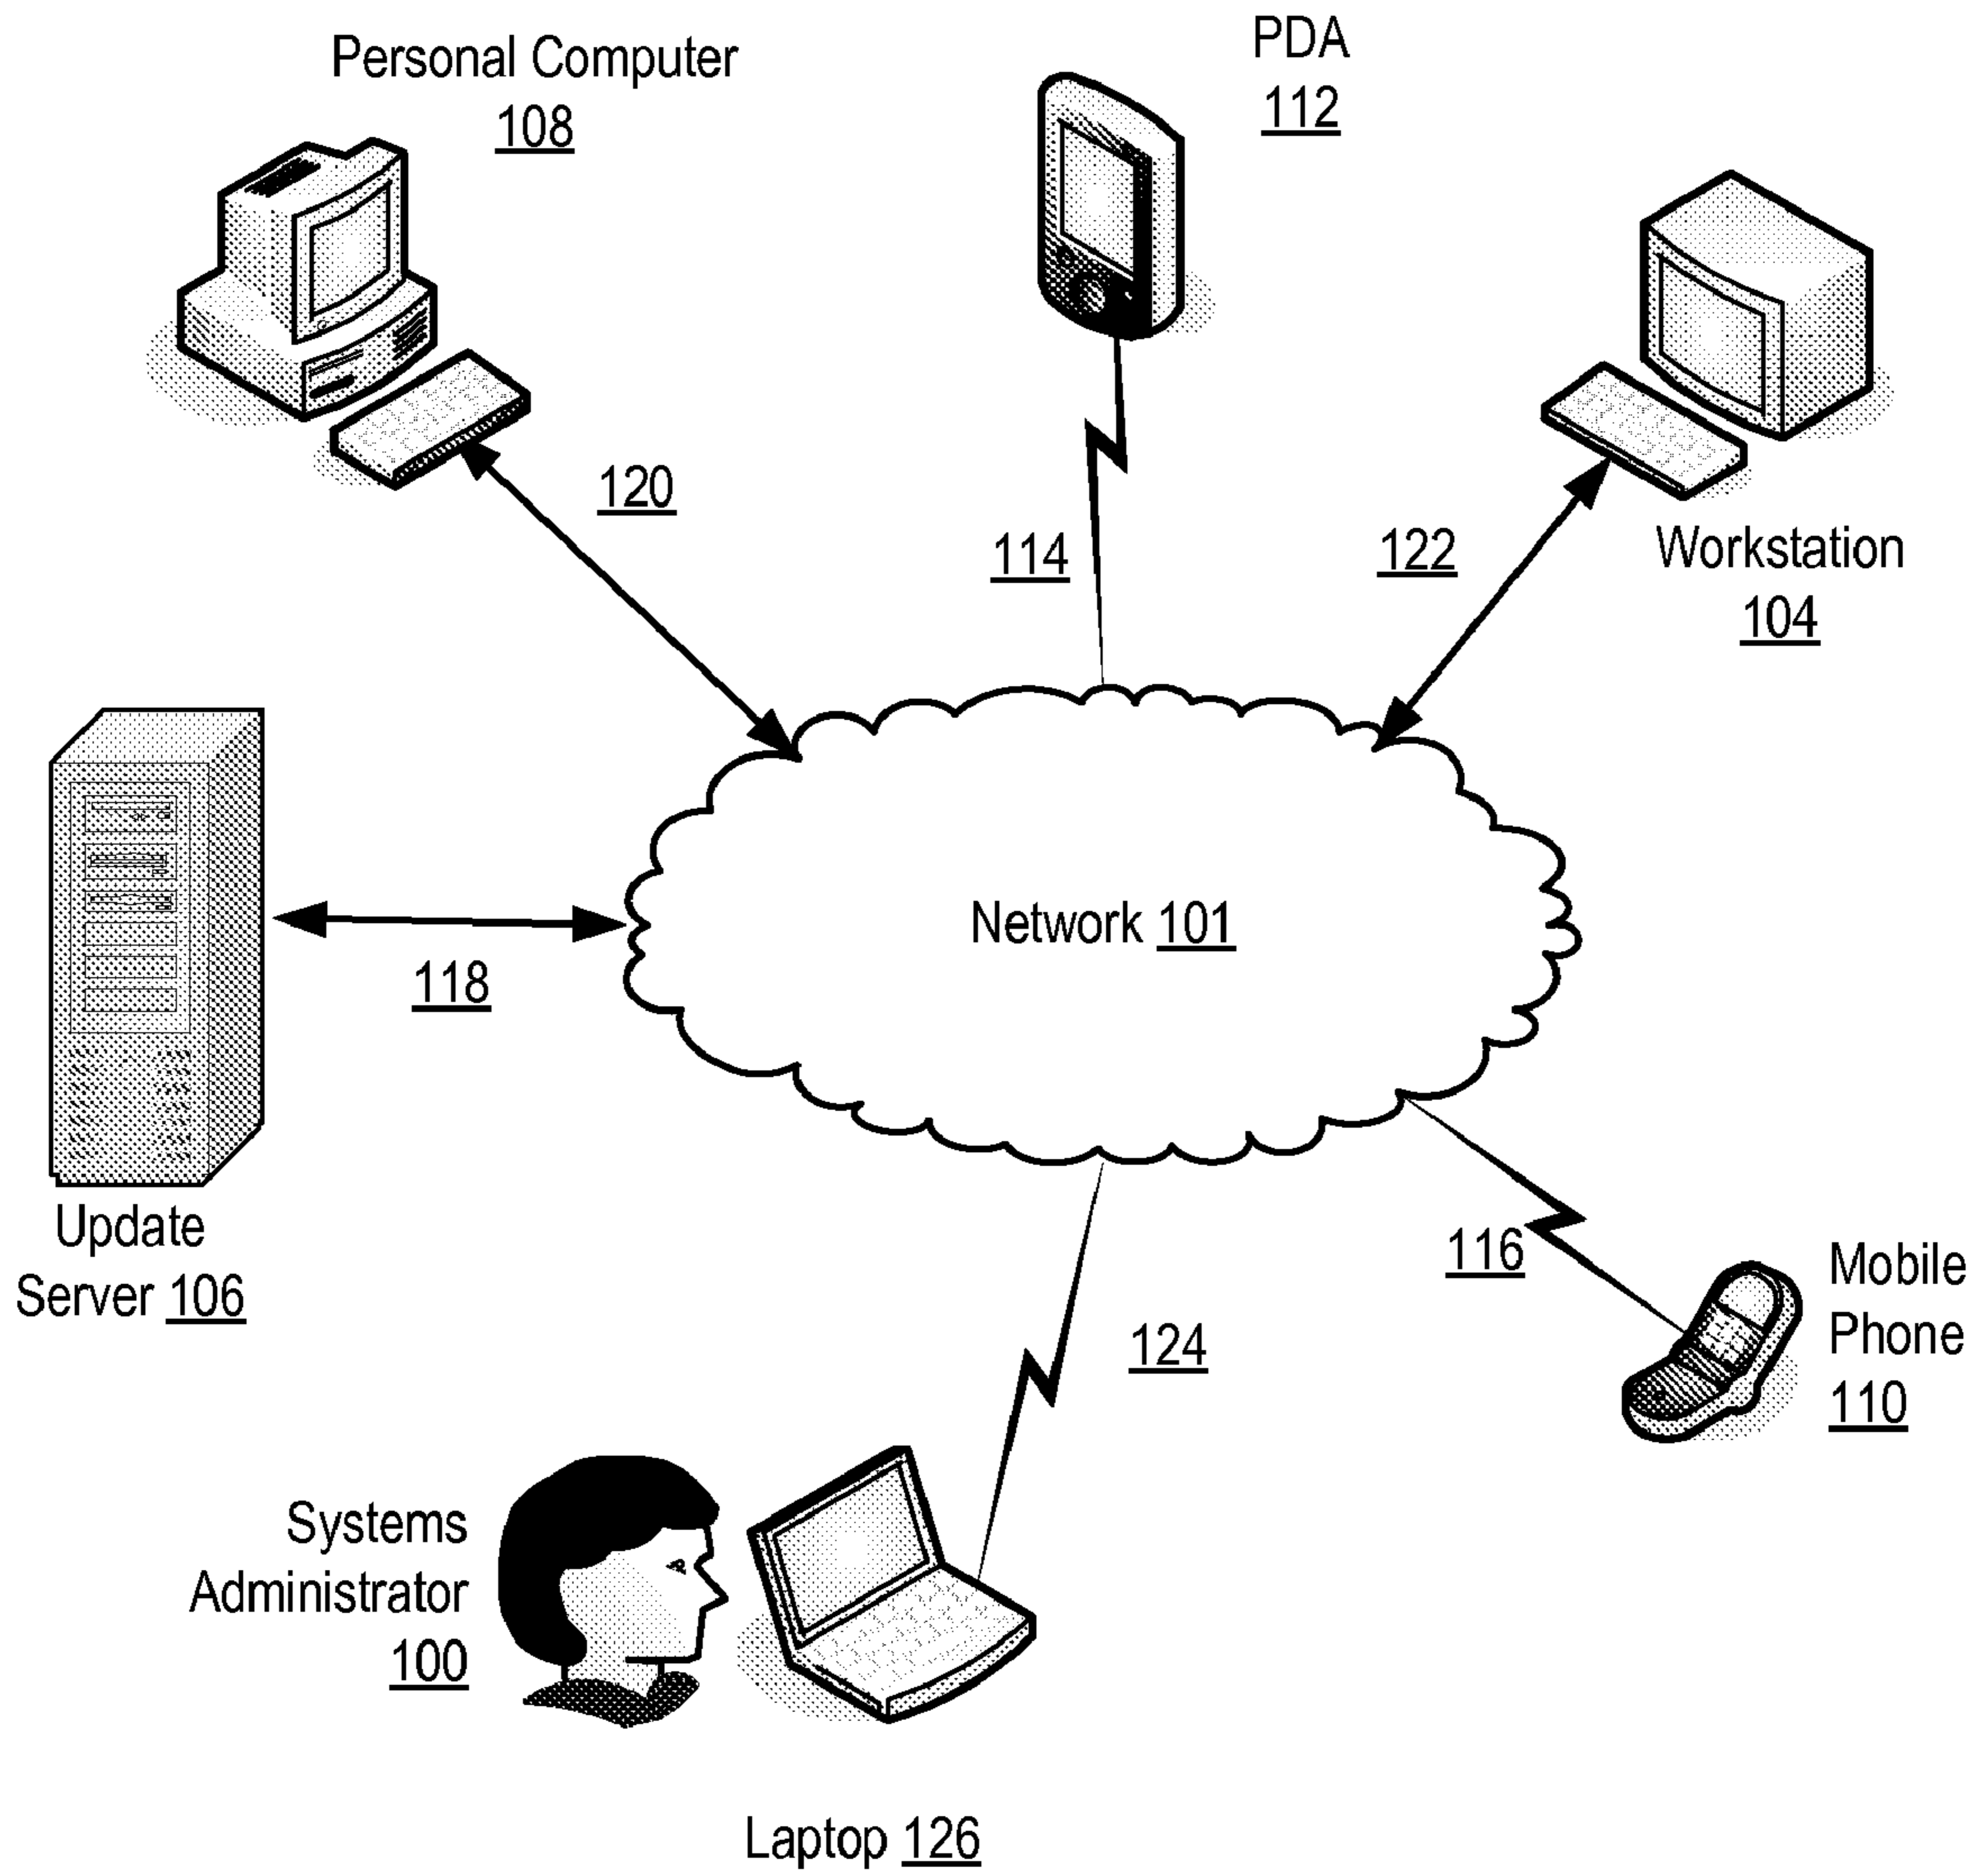 Personal Computer
108
PDA
112
120
114
122
Workstation
104
Network 101
118
Update
Server 106
116
Mobile
Phone
110
124
Systems
Administrator
100
Laptop 126